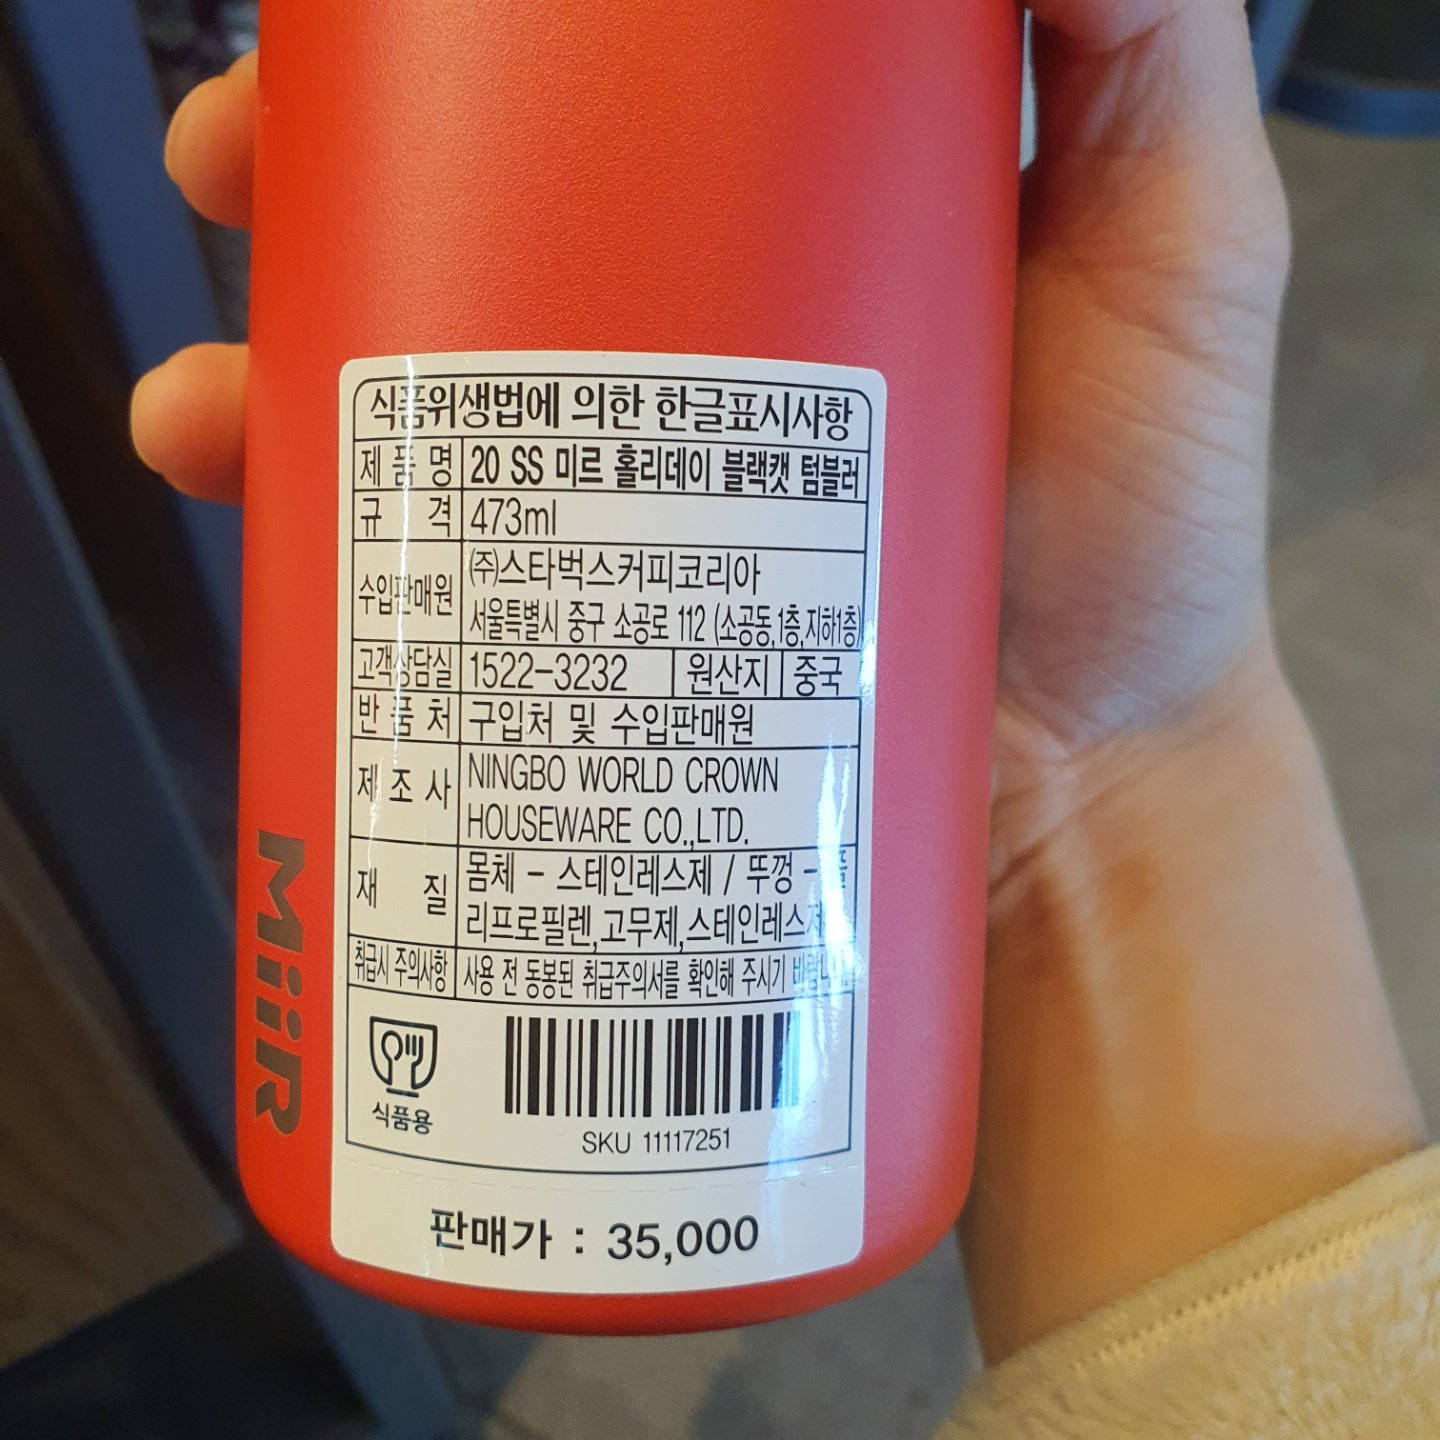 식품위생법에 의한 한글표시사항
제 품 명 20 SS 미르 홀리데이 블랙캣 텀블러
규 격 473ml
수입판매원 (주)스타벅스커피코리아
서울특별시 중구 소공로 112 (소공동,1층,지하1층)
고객상담실 1522-3232 원산지 중국
반 품 처 구입처 및 수입판매원
제 조 사 NINGBO WORLD CROWN
HOUSEWARE CO.,LTD.
재 질 몸체 - 스테인레스제 / 뚜껑 - 폴
리프로필렌,고무제,스테인레스제
취급시 주의사항 사용 전 동봉된 취급주의서를 확인해 주시기
식품용
SKU 11117251
판매가 : 35,000
MiiR